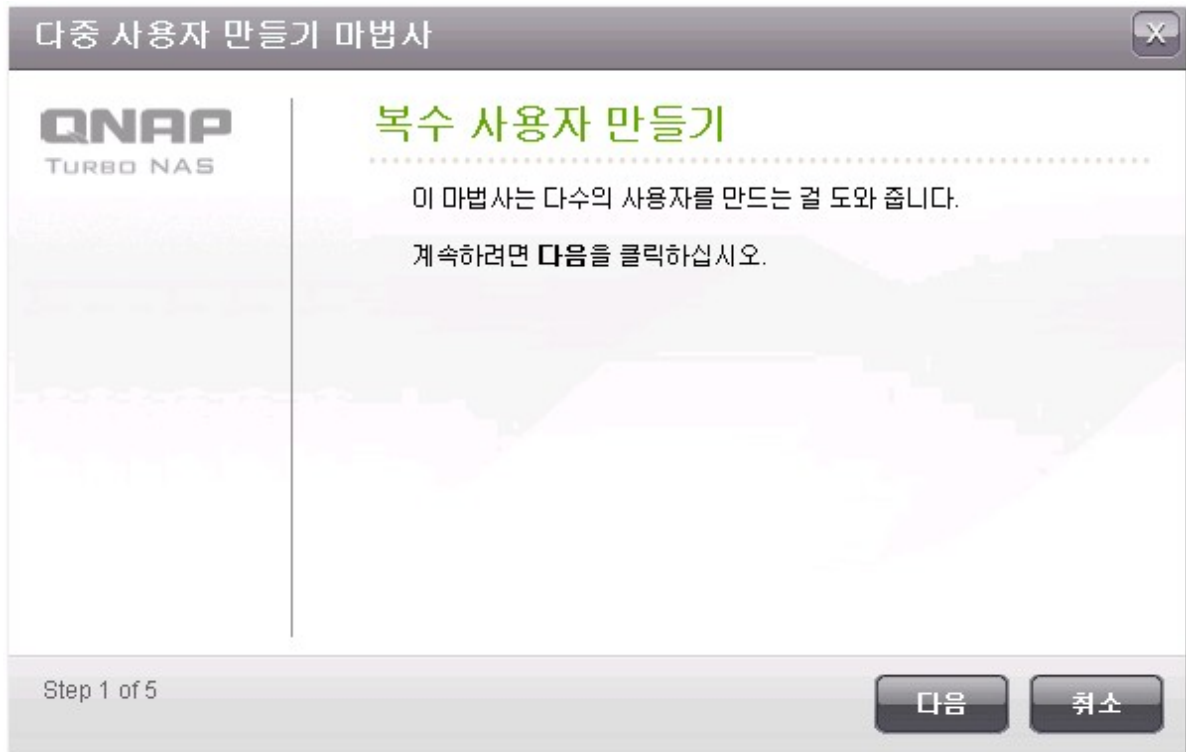 다중 사용자 만들기 마법사
X
QNAP
TURBO NAS
복수 사용자 만들기
이 마법사는 다수의 사용자를 만드는 걸 도와 줍니다.
계속하려면 다음을 클릭하십시오.
Step 1 of 5
다음
취소